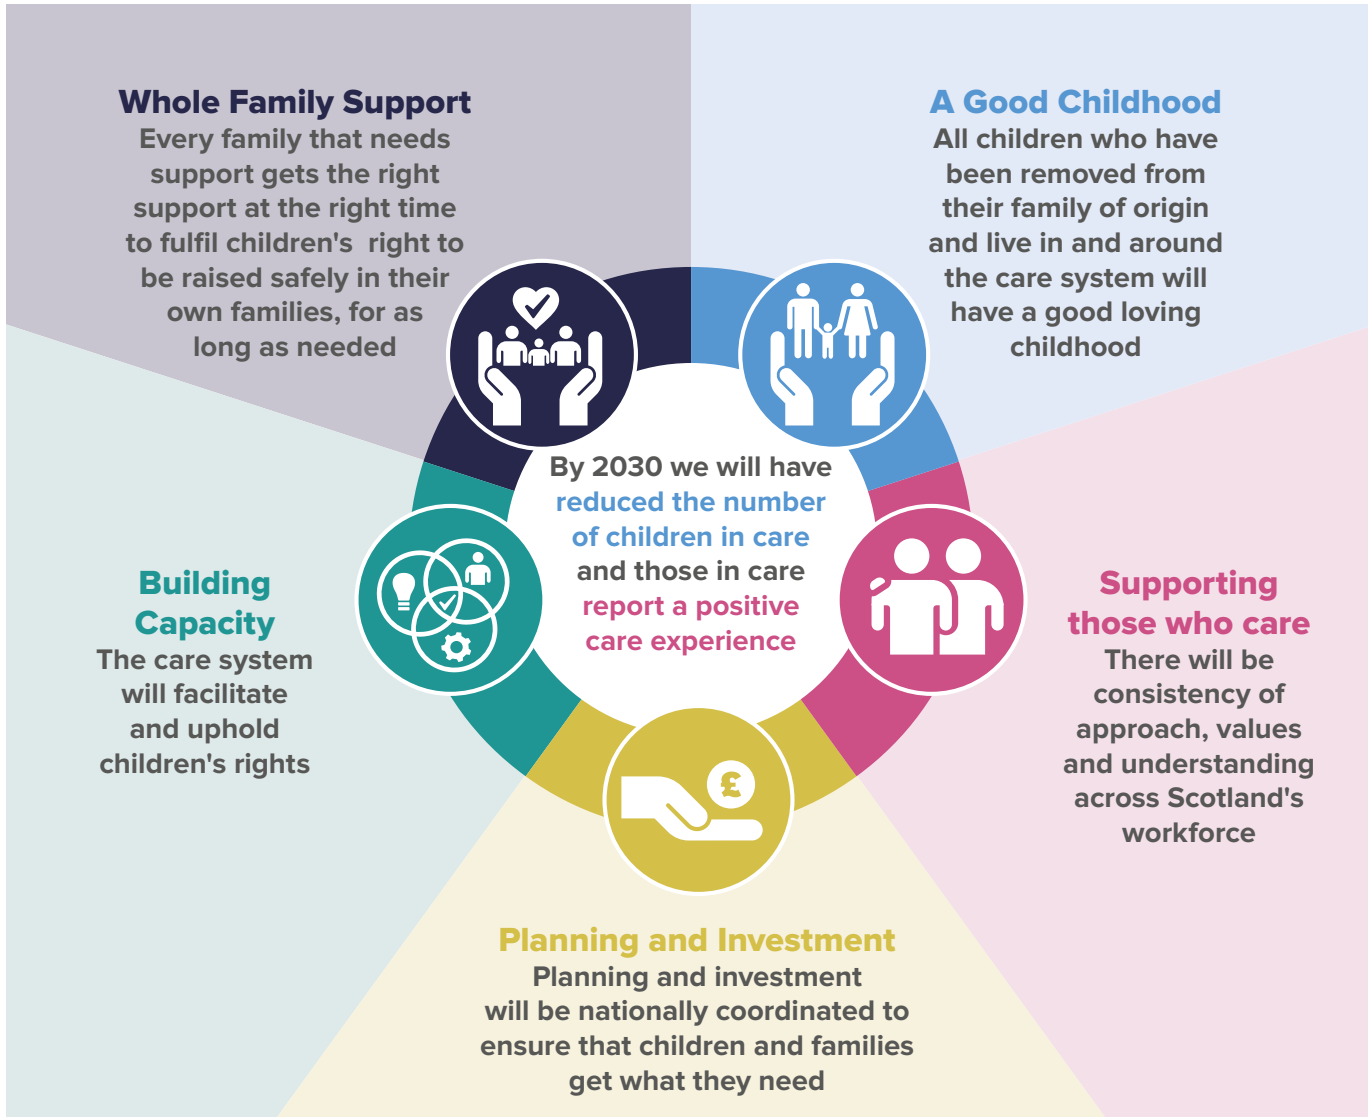 Whole Family Support
Every family that needs
support gets the right
support at the right time
to fulfil children's  right to
be raised safely in their
own families, for as
long as needed
A Good Childhood
All children who have
been removed from
their family of origin
and live in and around
the care system will
have a good loving
childhood
By 2030 we will have
reduced the number
of children in care
and those in care
report a positive
care experience
Building
Capacity
The care system
will facilitate
and uphold
children's rights
Supporting
those who care
There will be
consistency of
approach, values
and understanding
across Scotland's
workforce
£
Planning and Investment
Planning and investment
will be nationally coordinated to
ensure that children and families
get what they need